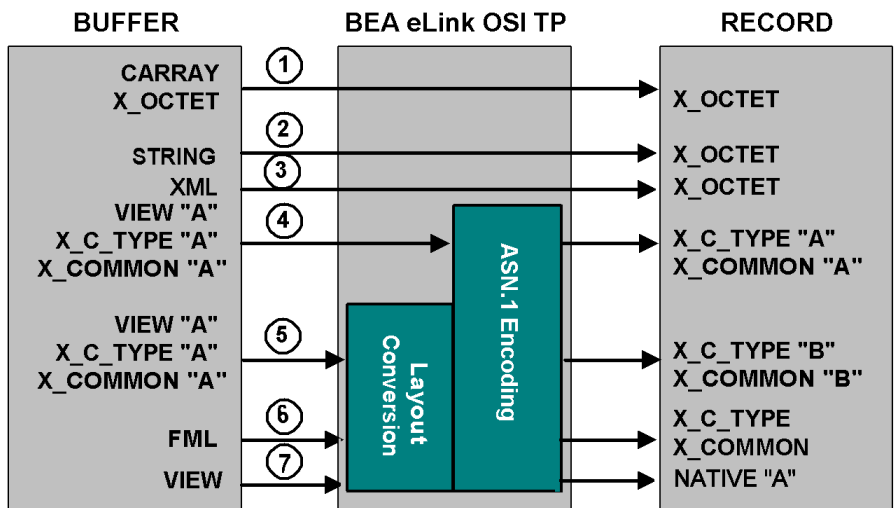 BUFFER
BEA eLink OSI TP
RECORD
CARRAY
X_OCTET
1
X_OCTET
STRING
2
X_OCTET
XML
3
X_OCTET
VIEW "A"
X_C_TYPE "A"
X_COMMON "A"
4
X_C_TYPE "A"
X_COMMON "A"
ASN.1 Encoding
VIEW "A"
X_C_TYPE "A"
X_COMMON "A"
5
Layout
Conversion
X_C_TYPE "B"
X_COMMON "B"
FML
6
X_C_TYPE
X_COMMON
VIEW
7
NATIVE "A"